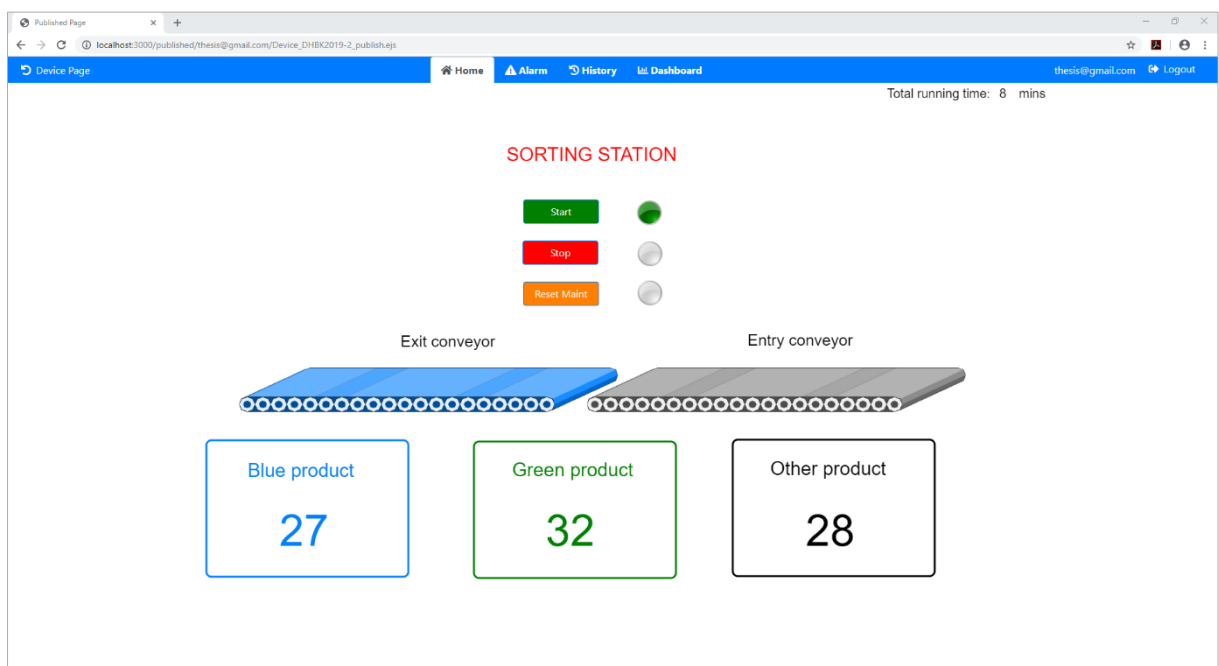 Published Page
localhost:3000/published/thesis@gmail.com/Device_DHBK2019-2_publish.ejs
Device Page Home Alarm History Dashboard thesis@gmail.com Logout
Total running time: 8 mins
SORTING STATION
Start
Stop
Reset Maint
Exit conveyor Entry conveyor
Blue product Green product Other product
27 32 28